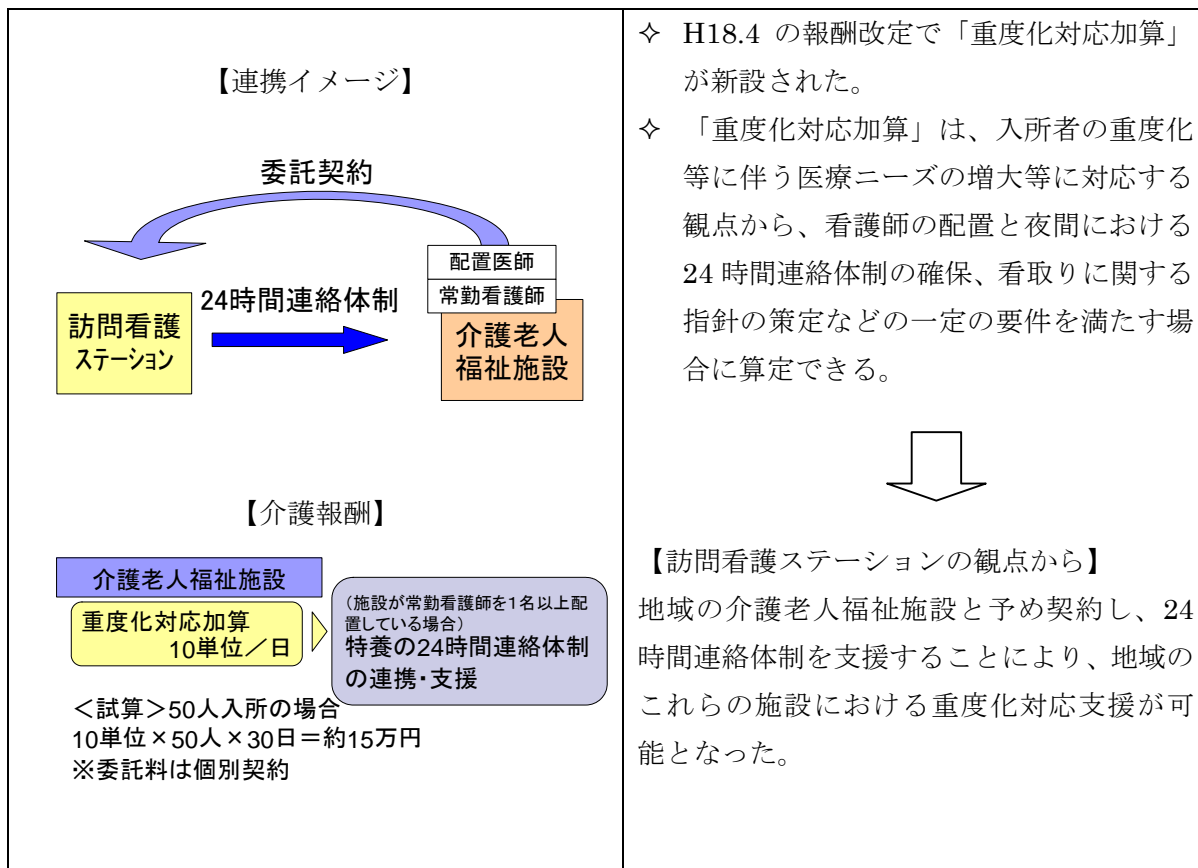 【連携イメージ】
委託契約
配置医師
常勤看護師
24時間連絡体制
訪問看護
ステーション
介護老人
福祉施設
【介護報酬】
介護老人福祉施設
重度化対応加算
10単位／日
(施設が常勤看護師を1名以上配
置している場合)
特養の24時間連絡体制
の連携・支援
＜試算＞50人入所の場合
10単位×50人×30日＝約15万円
※委託料は個別契約
✧ H18.4 の報酬改定で「重度化対応加算」
が新設された。
✧ 「重度化対応加算」は、入所者の重度化
等に伴う医療ニーズの増大等に対応する
観点から、看護師の配置と夜間における
24 時間連絡体制の確保、看取りに関する
指針の策定などの一定の要件を満たす場
合に算定できる。
【訪問看護ステーションの観点から】
地域の介護老人福祉施設と予め契約し、24
時間連絡体制を支援することにより、地域の
これらの施設における重度化対応支援が可
能となった。